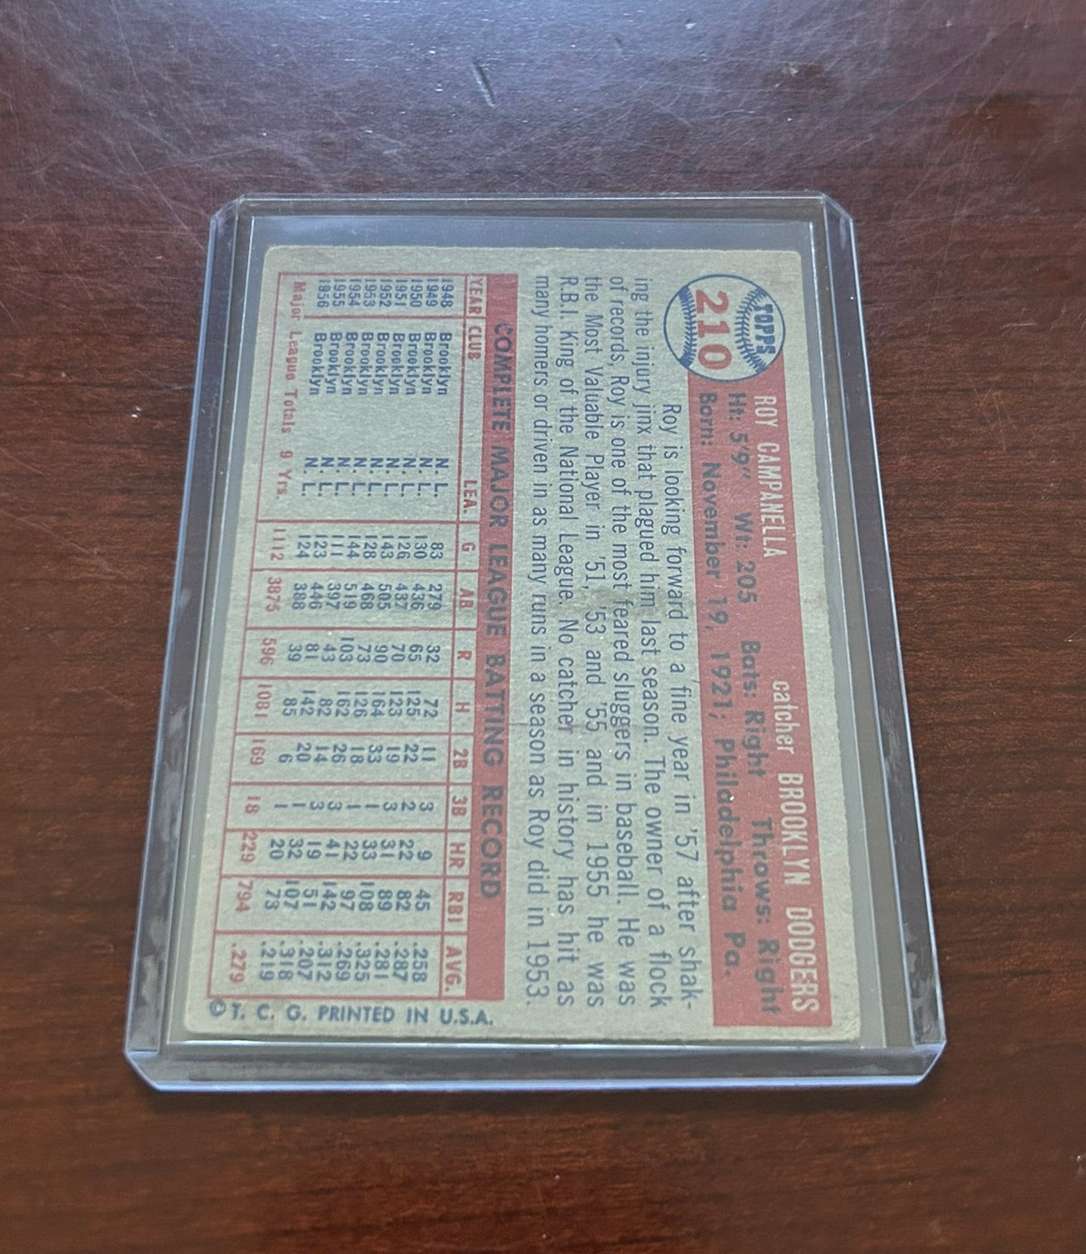 TOPPS
210
ROY CAMPANELLA catcher BROOKLYN DODGERS
Ht: 5'9" Wt: 205 Bats: Right Throws: Right
Born: November 19, 1921; Philadelphia Pa.
Roy is looking forward to a fine year in '57 after shak-
ing the injury jinx that plagued him last season. The owner of a flock
of records, Roy is one of the most feared sluggers in baseball. He was
the Most Valuable Player in '51, '53 and '55 and in 1955 he was
R.B.I. King of the National League. No catcher in history has hit as
many homers or driven in as many runs in a season as Roy did in 1953.
COMPLETE MAJOR LEAGUE BATTING RECORD
YEAR CLUB LEA. G AB R H 2B 3B HR RBI AVG.
1948 Brooklyn N. L. 83 279 32 72 11 3 9 45 .258
1949 Brooklyn N. L. 130 436 65 125 22 2 22 82 .287
1950 Brooklyn N. L. 126 437 70 123 19 3 31 89 .281
1951 Brooklyn N. L. 143 505 90 164 33 1 33 108 .325
1952 Brooklyn N. L. 128 468 73 126 18 1 22 97 .269
1953 Brooklyn N. L. 144 519 103 162 26 3 41 142 .312
1954 Brooklyn N. L. 111 397 43 82 14 3 19 51 .207
1955 Brooklyn N. L. 123 446 81 142 20 1 32 107 .318
1956 Brooklyn N. L. 124 388 39 85 6 1 20 73 .219
Major League Totals 9 Yrs. 1112 3875 596 1081 169 18 229 794 .279
© T. C. G. PRINTED IN U.S.A.